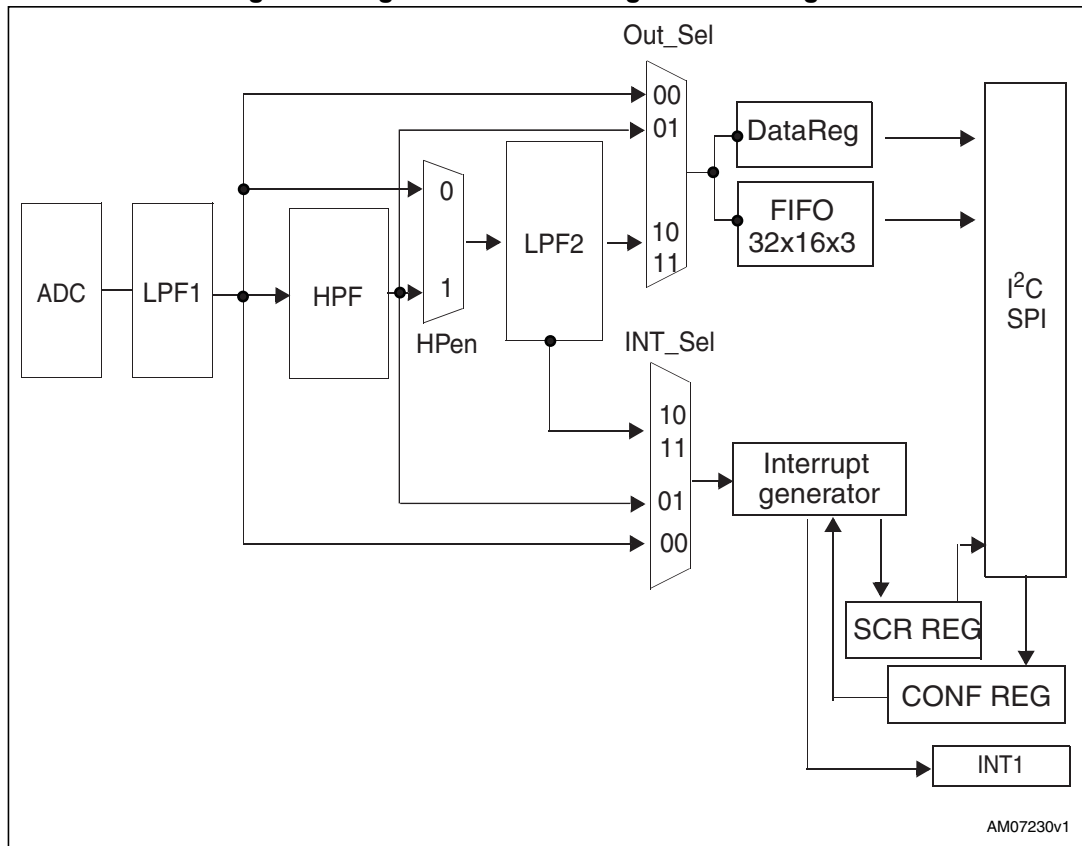 Out_Sel
00
01
10
11
DataReg
FIFO
32x16x3
I²C
SPI
ADC
LPF1
HPF
0
1
HPen
LPF2
INT_Sel
10
11
01
00
Interrupt
generator
SCR REG
CONF REG
INT1
AM07230v1